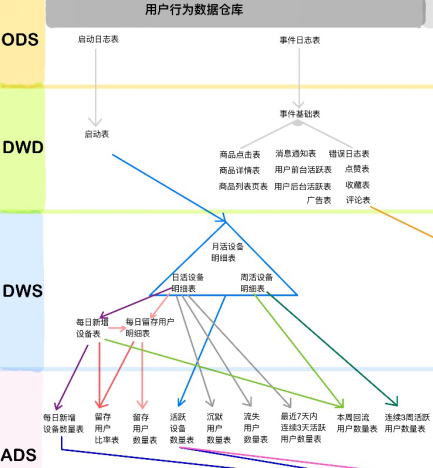 用户行为数据仓库
ODS
启动日志表
事件日志表
DWD
启动表
事件基础表
商品点击表
消息通知表
错误日志表
商品详情表
用户前台活跃表
点赞表
商品列表页表
用户后台活跃表
收藏表
广告表
评论表
DWS
月活设备
明细表
日活设备
明细表
周活设备
明细表
每日新增
设备表
每日留存用户
明细表
ADS
每日新增
设备数量表
留存
用户
比率表
留存
用户
数量表
活跃
设备
数量表
沉默
用户
数量表
流失
用户
数量表
最近7天内
连续3天活跃
用户数量表
本周回流
用户数量表
连续3周活跃
用户数量表